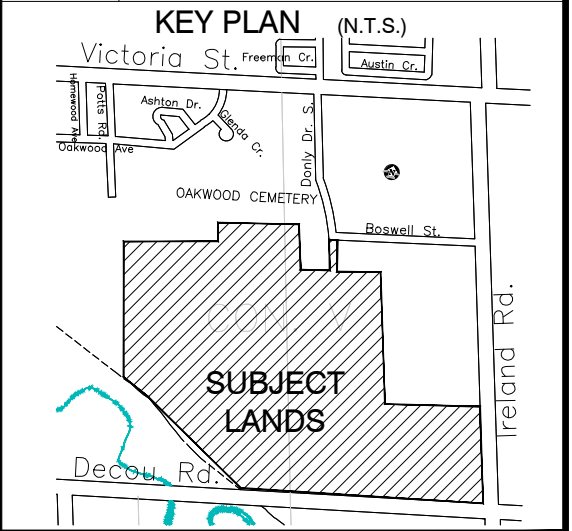 KEY PLAN (N.T.S.)
Victoria St.
Freeman Cr.
Austin Cr.
Homewood Ave
Potts Rd.
Ashton Dr.
Glenda Cr.
Donly Dr. S.
Oakwood Ave
OAKWOOD CEMETERY
Boswell St.
Ireland Rd.
CON. V
SUBJECT
LANDS
Decou Rd.